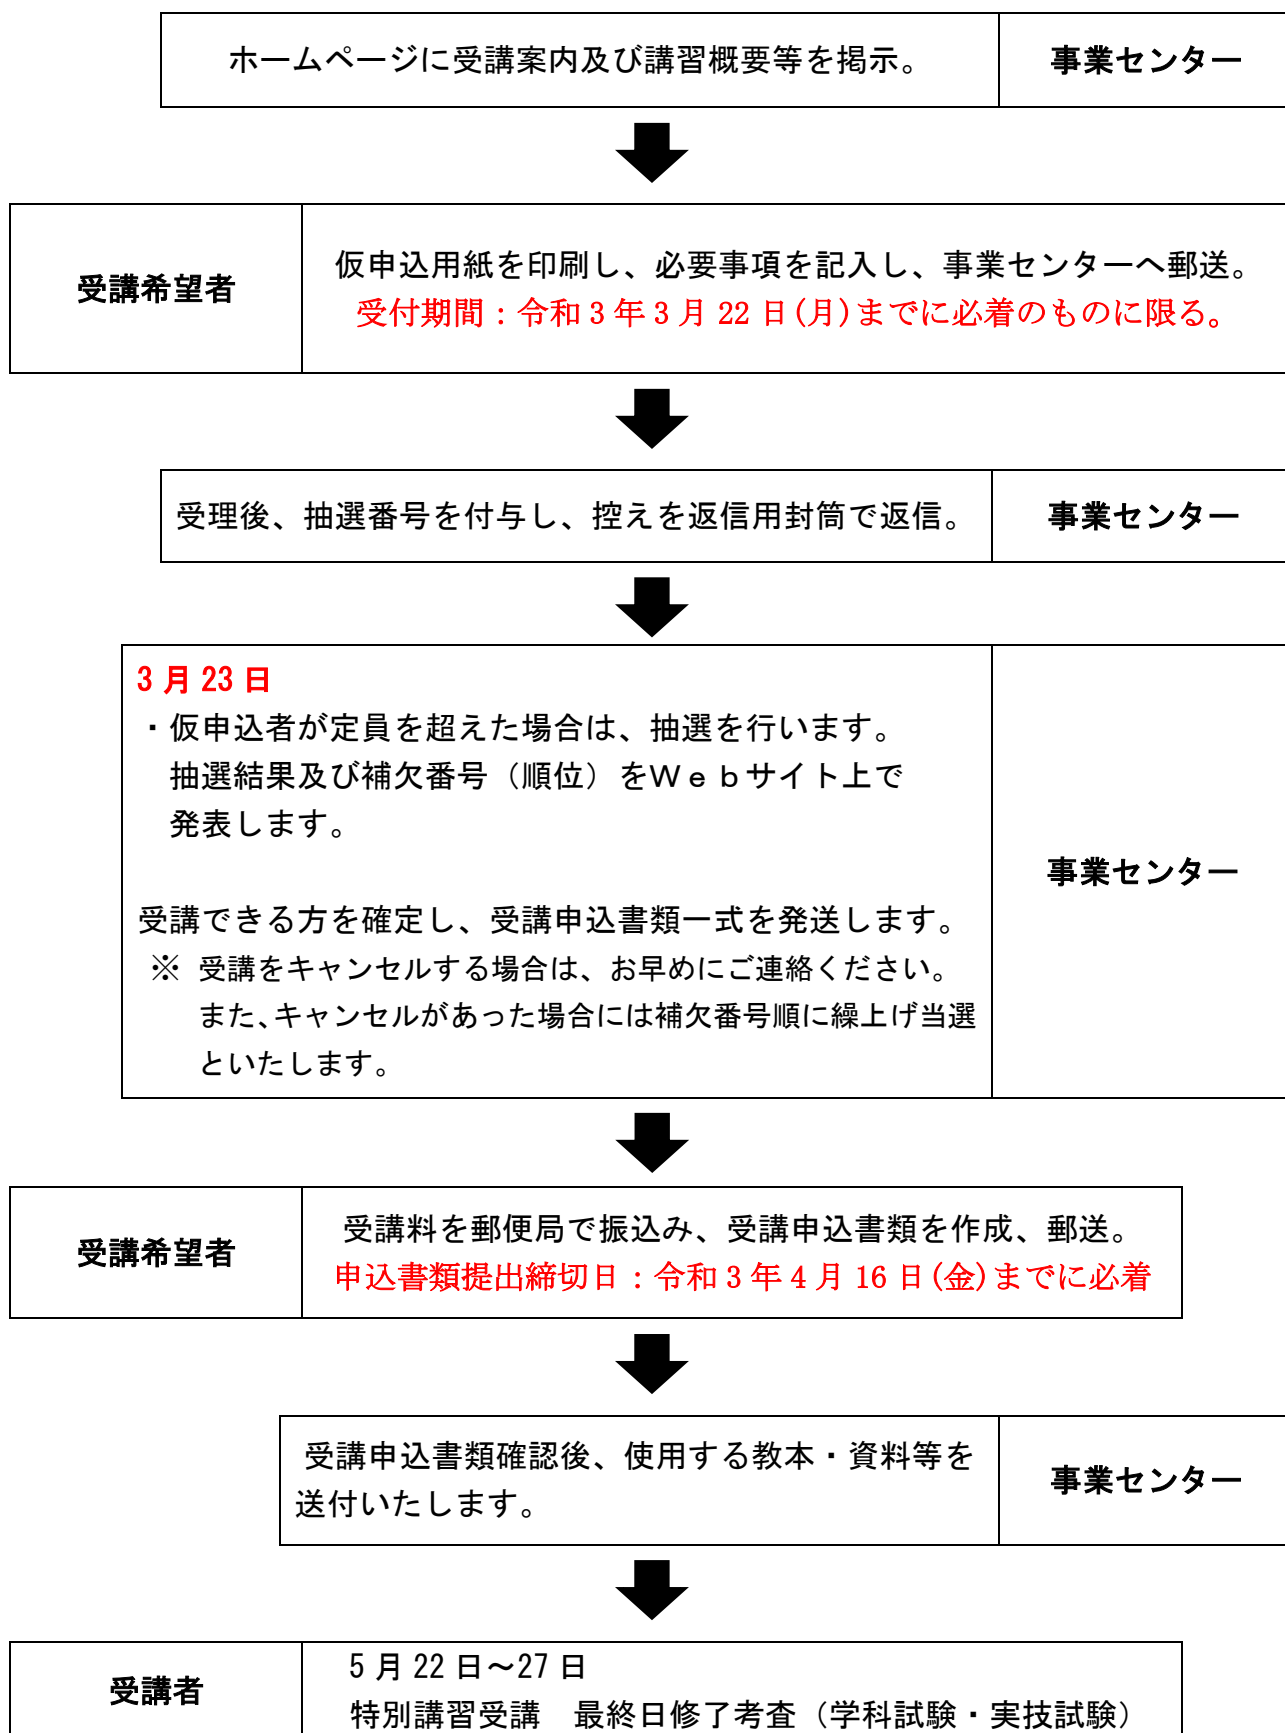 ホームページに受講案内及び講習概要等を掲示。
事業センター
受講希望者
仮申込用紙を印刷し、必要事項を記入し、事業センターへ郵送。
受付期間：令和 3 年 3 月 22 日(月)までに必着のものに限る。
受理後、抽選番号を付与し、控えを返信用封筒で返信。
事業センター
3 月 23 日
・仮申込者が定員を超えた場合は、抽選を行います。
抽選結果及び補欠番号（順位）をＷｅｂサイト上で
発表します。
受講できる方を確定し、受講申込書類一式を発送します。
※ 受講をキャンセルする場合は、お早めにご連絡ください。
また、キャンセルがあった場合には補欠番号順に繰上げ当選
といたします。
事業センター
受講希望者
受講料を郵便局で振込み、受講申込書類を作成、郵送。
申込書類提出締切日：令和 3 年 4 月 16 日(金)までに必着
受講申込書類確認後、使用する教本・資料等を
送付いたします。
事業センター
受講者
5 月 22 日～27 日
特別講習受講　最終日修了考査（学科試験・実技試験）